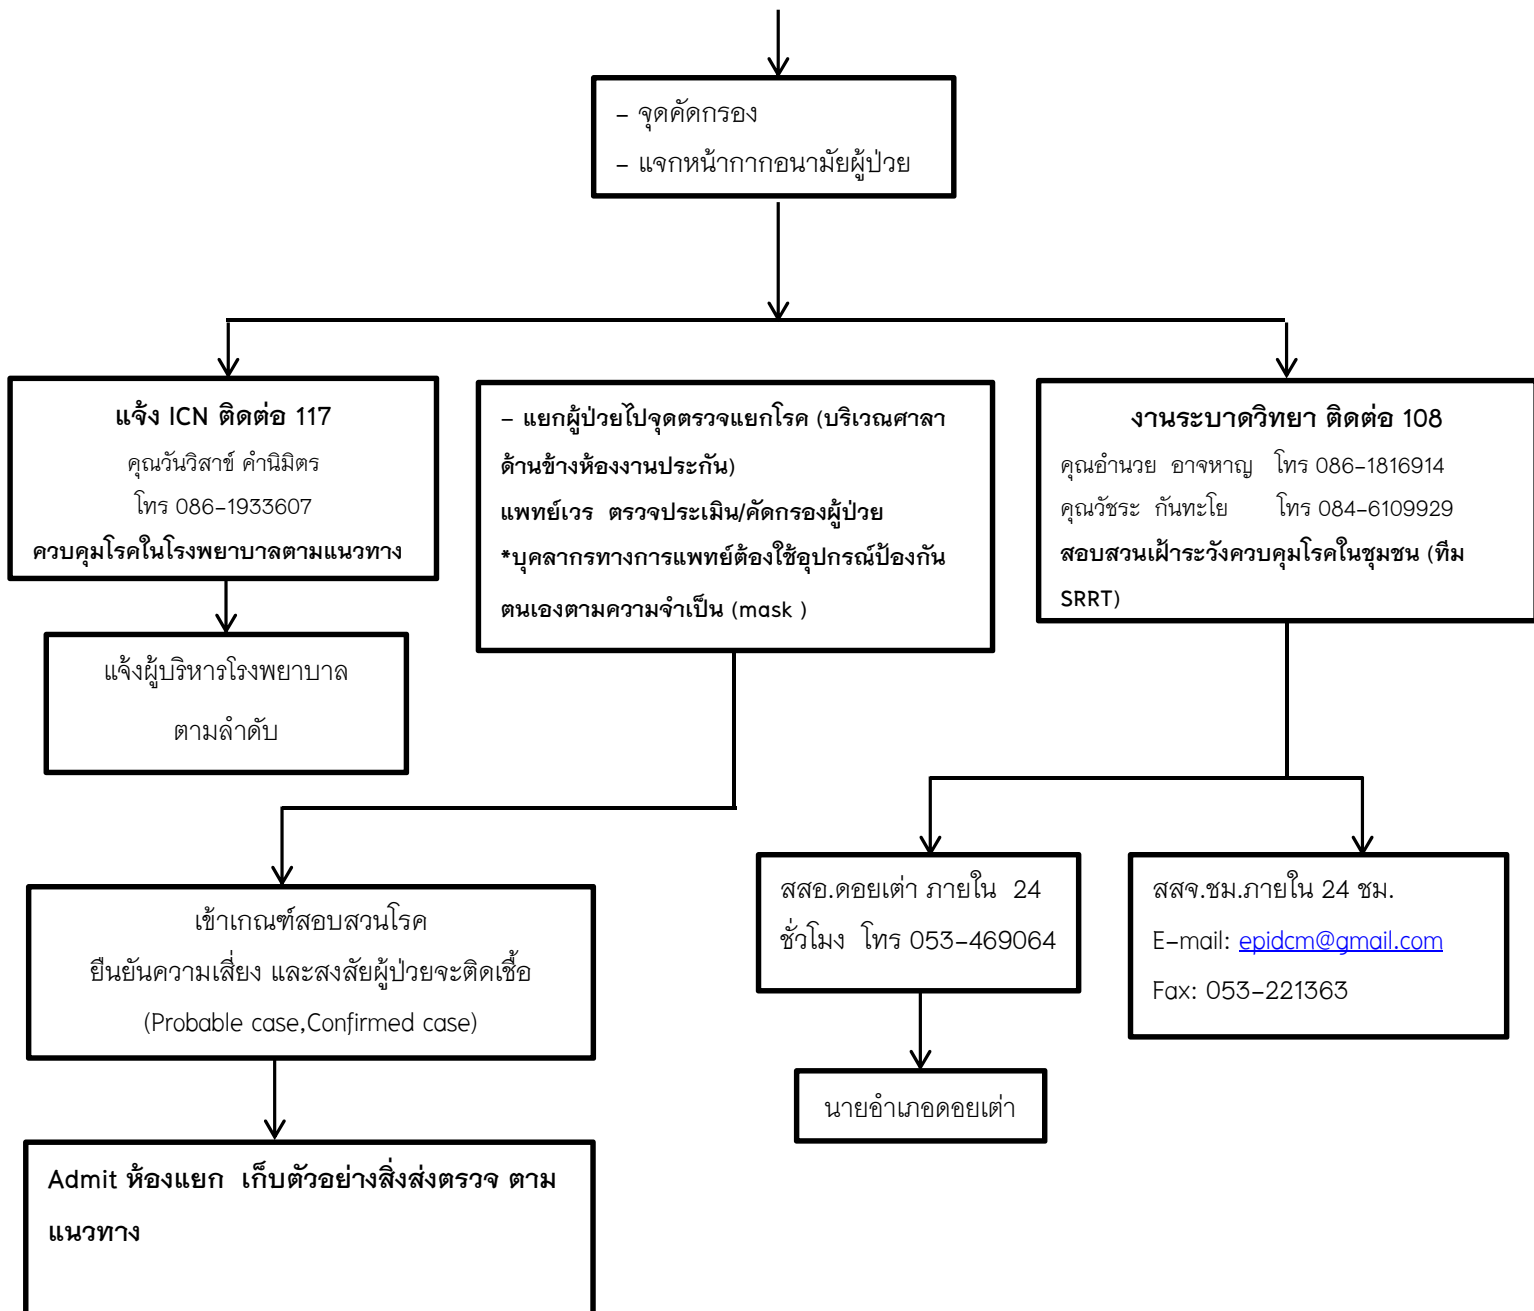 – จุดคัดกรอง
– แจกหน้ากากอนามัยผู้ป่วย
แจ้ง ICN ติดต่อ 117
คุณวันวิสาข์ คำนิมิตร
โทร 086–1933607
ควบคุมโรคในโรงพยาบาลตามแนวทาง
– แยกผู้ป่วยไปจุดตรวจแยกโรค (บริเวณศาลา
ด้านข้างห้องงานประกัน)
แพทย์เวร ตรวจประเมิน/คัดกรองผู้ป่วย
*บุคลากรทางการแพทย์ต้องใช้อุปกรณ์ป้องกัน
ตนเองตามความจำเป็น (mask )
งานระบาดวิทยา ติดต่อ 108
คุณอำนวย อาจหาญ โทร 086-1816914
คุณวัชระ กันทะโย โทร 084-6109929
สอบสวนเฝ้าระวังควบคุมโรคในชุมชน (ทีม
SRRT)
แจ้งผู้บริหารโรงพยาบาล
ตามลำดับ
เข้าเกณฑ์สอบสวนโรค
ยืนยันความเสี่ยง และสงสัยผู้ป่วยจะติดเชื้อ
(Probable case,Confirmed case)
สสอ.ดอยเต่า ภายใน 24
ชั่วโมง โทร 053–469064
สสจ.ชม.ภายใน 24 ชม.
E–mail: epidcm@gmail.com
Fax: 053–221363
นายอำเภอดอยเต่า
Admit ห้องแยก เก็บตัวอย่างสิ่งส่งตรวจ ตาม
แนวทาง